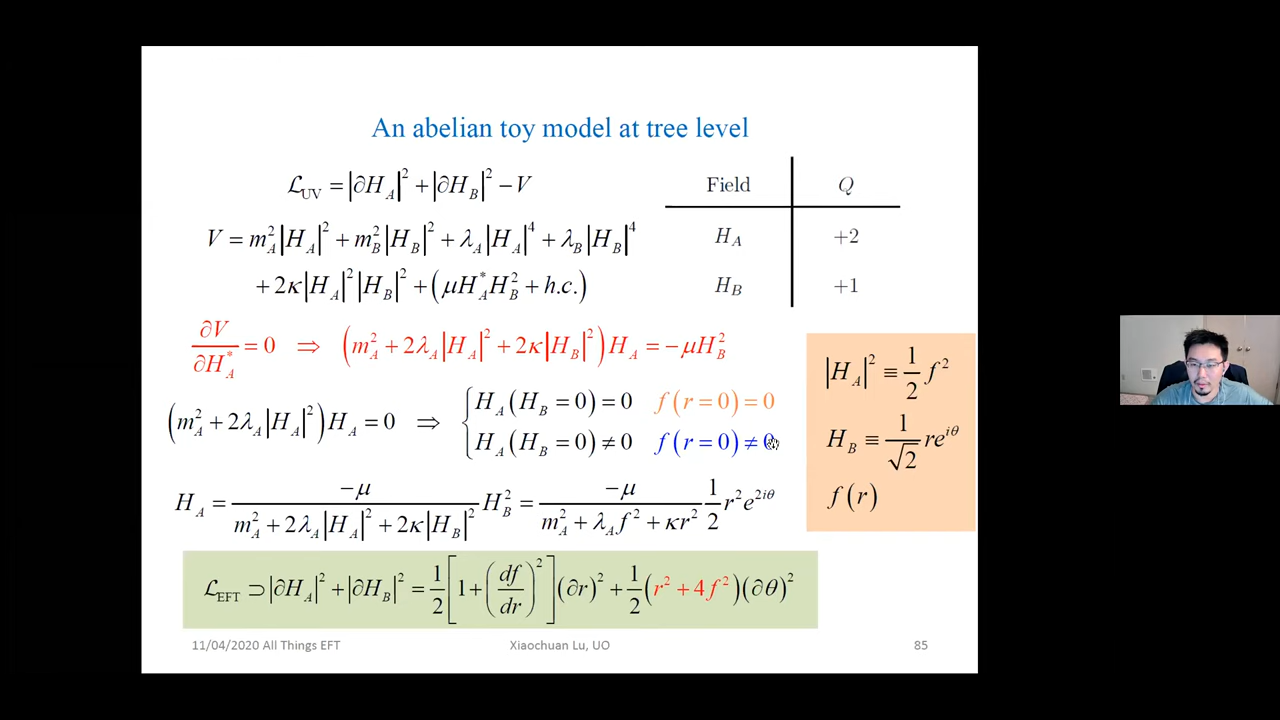 An abelian toy model at tree level
ℒ_UV = |∂H_A|² + |∂H_B|² − V
V = m_A²|H_A|² + m_B²|H_B|² + λ_A|H_A|⁴ + λ_B|H_B|⁴
+ 2κ|H_A|²|H_B|² + (μH_A^*H_B² + h.c.)
Field Q
H_A +2
H_B +1
∂V/∂H_A^* = 0 ⇒ (m_A² + 2λ_A|H_A|² + 2κ|H_B|²)H_A = −μH_B²
(m_A² + 2λ_A|H_A|²)H_A = 0 ⇒ { H_A(H_B = 0) = 0 f(r = 0) = 0
H_A(H_B = 0) ≠ 0 f(r = 0) ≠ 0
H_A = −μ/(m_A² + 2λ_A|H_A|² + 2κ|H_B|²) H_B² = −μ/(m_A² + λ_A f² + κr²) 1/2 r²e^{2iθ}
|H_A|² ≡ 1/2 f²
H_B ≡ 1/√2 re^{iθ}
f(r)
ℒ_EFT ⊃ |∂H_A|² + |∂H_B|² = 1/2[1 + (df/dr)²](∂r)² + 1/2(r² + 4f²)(∂θ)²
11/04/2020 All Things EFT Xiaochuan Lu, UO 85